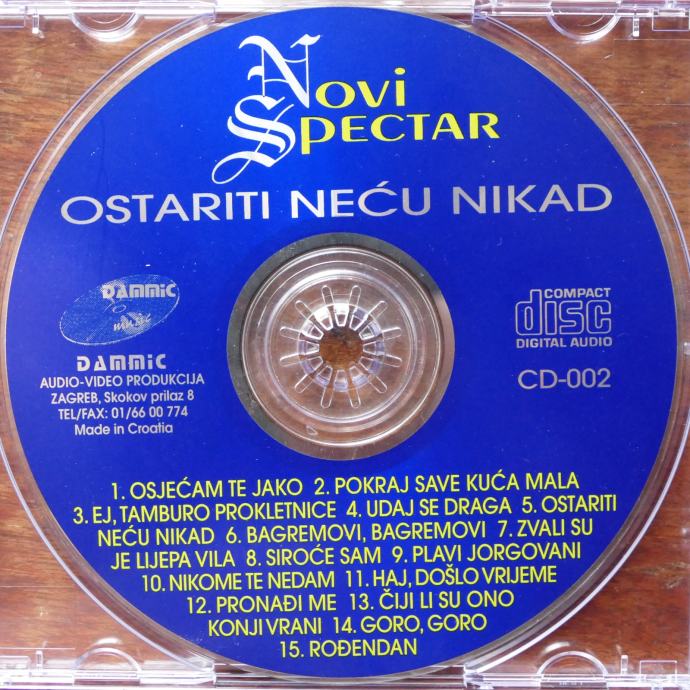 Novi
Spectar
OSTARITI NEĆU NIKAD
DAMMIC
music
DAMMIC
AUDIO-VIDEO PRODUKCIJA
ZAGREB, Skokov prilaz 8
TEL/FAX: 01/66 00 774
Made in Croatia
COMPACT
disc
DIGITAL AUDIO
CD-002
1. OSJEĆAM TE JAKO 2. POKRAJ SAVE KUĆA MALA
3. EJ, TAMBURO PROKLETNICE 4. UDAJ SE DRAGA 5. OSTARITI
NEĆU NIKAD 6. BAGREMOVI, BAGREMOVI 7. ZVALI SU
JE LIJEPA VILA 8. SIROĆE SAM 9. PLAVI JORGOVANI
10. NIKOME TE NEDAM 11. HAJ, DOŠLO VRIJEME
12. PRONAĐI ME 13. ČIJI LI SU ONO
KONJI VRANI 14. GORO, GORO
15. ROĐENDAN